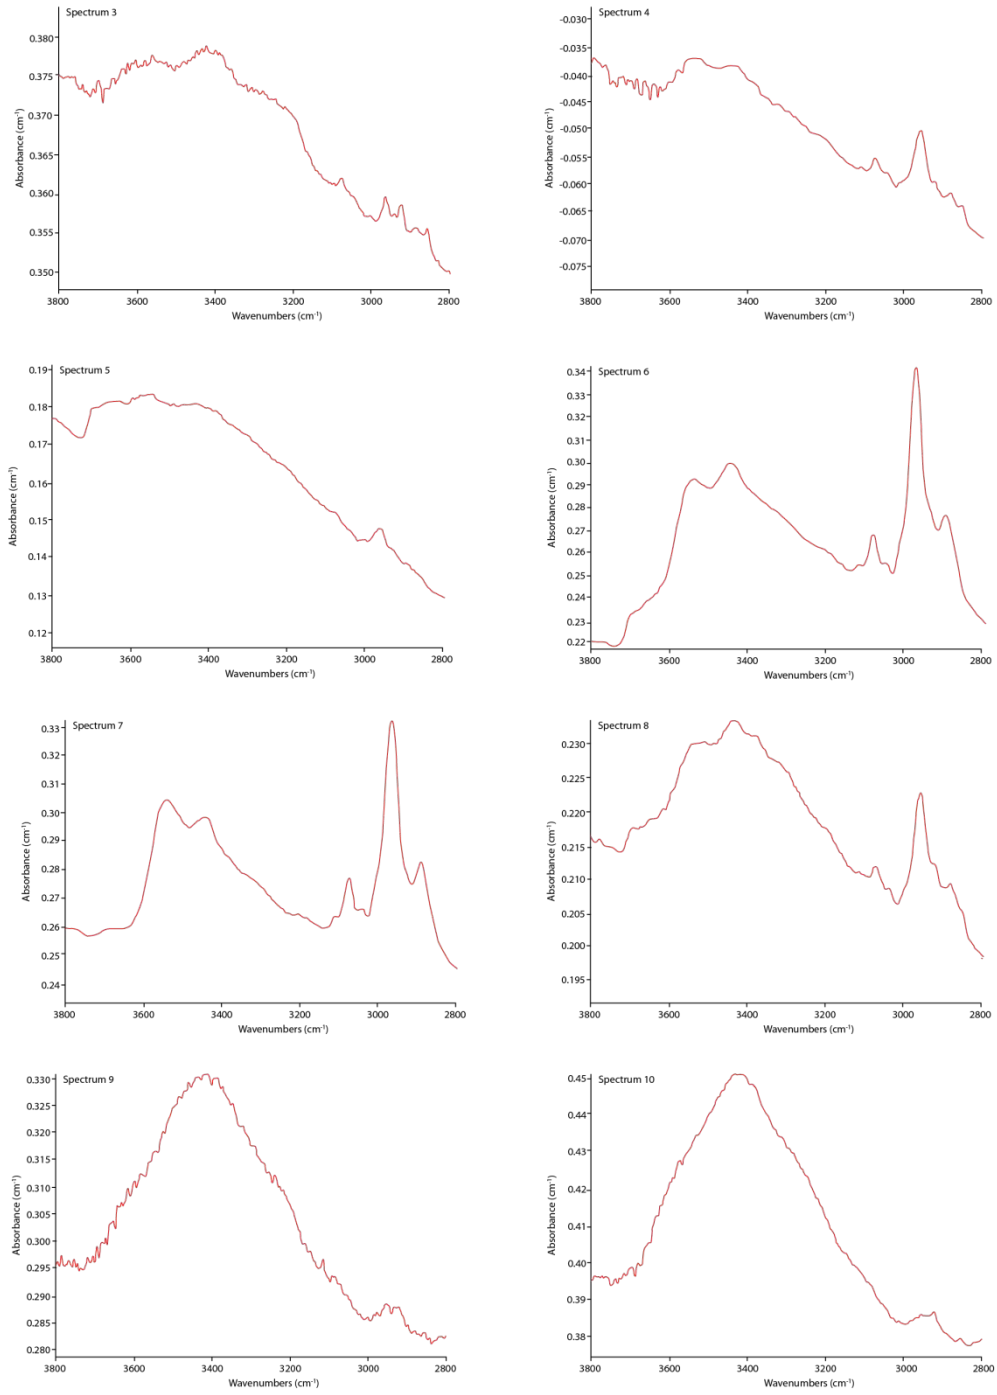 Spectrum 3
0.380
0.375
0.370
0.365
0.360
0.355
0.350
Absorbance (cm⁻¹)
3800 3600 3400 3200 3000 2800
Wavenumbers (cm⁻¹)
Spectrum 4
-0.030
-0.035
-0.040
-0.045
-0.050
-0.055
-0.060
-0.065
-0.070
-0.075
Absorbance (cm⁻¹)
3800 3600 3400 3200 3000 2800
Wavenumbers (cm⁻¹)
Spectrum 5
0.19
0.18
0.17
0.16
0.15
0.14
0.13
0.12
Absorbance (cm⁻¹)
3800 3600 3400 3200 3000 2800
Wavenumbers (cm⁻¹)
Spectrum 6
0.34
0.33
0.32
0.31
0.30
0.29
0.28
0.27
0.26
0.25
0.24
0.23
0.22
Absorbance (cm⁻¹)
3800 3600 3400 3200 3000 2800
Wavenumbers (cm⁻¹)
Spectrum 7
0.33
0.32
0.31
0.30
0.29
0.28
0.27
0.26
0.25
0.24
Absorbance (cm⁻¹)
3800 3600 3400 3200 3000 2800
Wavenumbers (cm⁻¹)
Spectrum 8
0.230
0.225
0.220
0.215
0.210
0.205
0.200
0.195
Absorbance (cm⁻¹)
3800 3600 3400 3200 3000 2800
Wavenumbers (cm⁻¹)
Spectrum 9
0.330
0.325
0.320
0.315
0.310
0.305
0.300
0.295
0.290
0.285
0.280
Absorbance (cm⁻¹)
3800 3600 3400 3200 3000 2800
Wavenumbers (cm⁻¹)
Spectrum 10
0.45
0.44
0.43
0.42
0.41
0.40
0.39
0.38
Absorbance (cm⁻¹)
3800 3600 3400 3200 3000 2800
Wavenumbers (cm⁻¹)